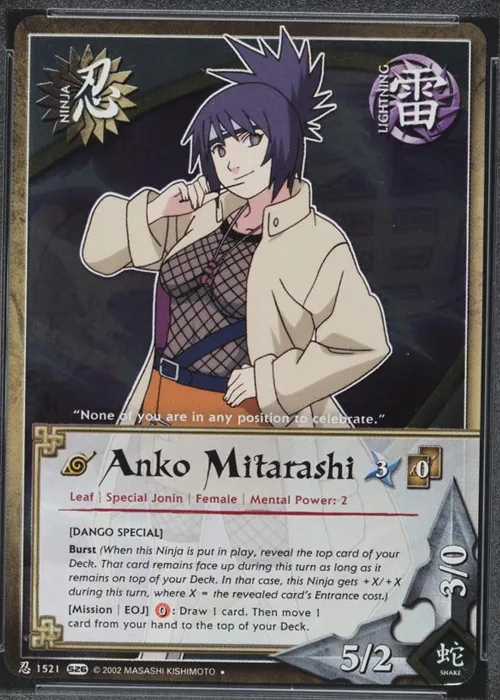 NINJA
忍
LIGHTNING
雷
"None of you are in any position to celebrate."
Anko Mitarashi 3 0
Leaf | Special Jonin | Female | Mental Power: 2
[DANGO SPECIAL]
Burst (When this Ninja is put in play, reveal the top card of your
Deck. That card remains face up during this turn as long as it
remains on top of your Deck. In that case, this Ninja gets +X/+X
during this turn, where X = the revealed card's Entrance cost.)
[Mission | EOJ] 0: Draw 1 card. Then move 1
card from your hand to the top of your Deck.
3/0
5/2
蛇
SNAKE
忍 1521 S26 © 2002 MASASHI KISHIMOTO •